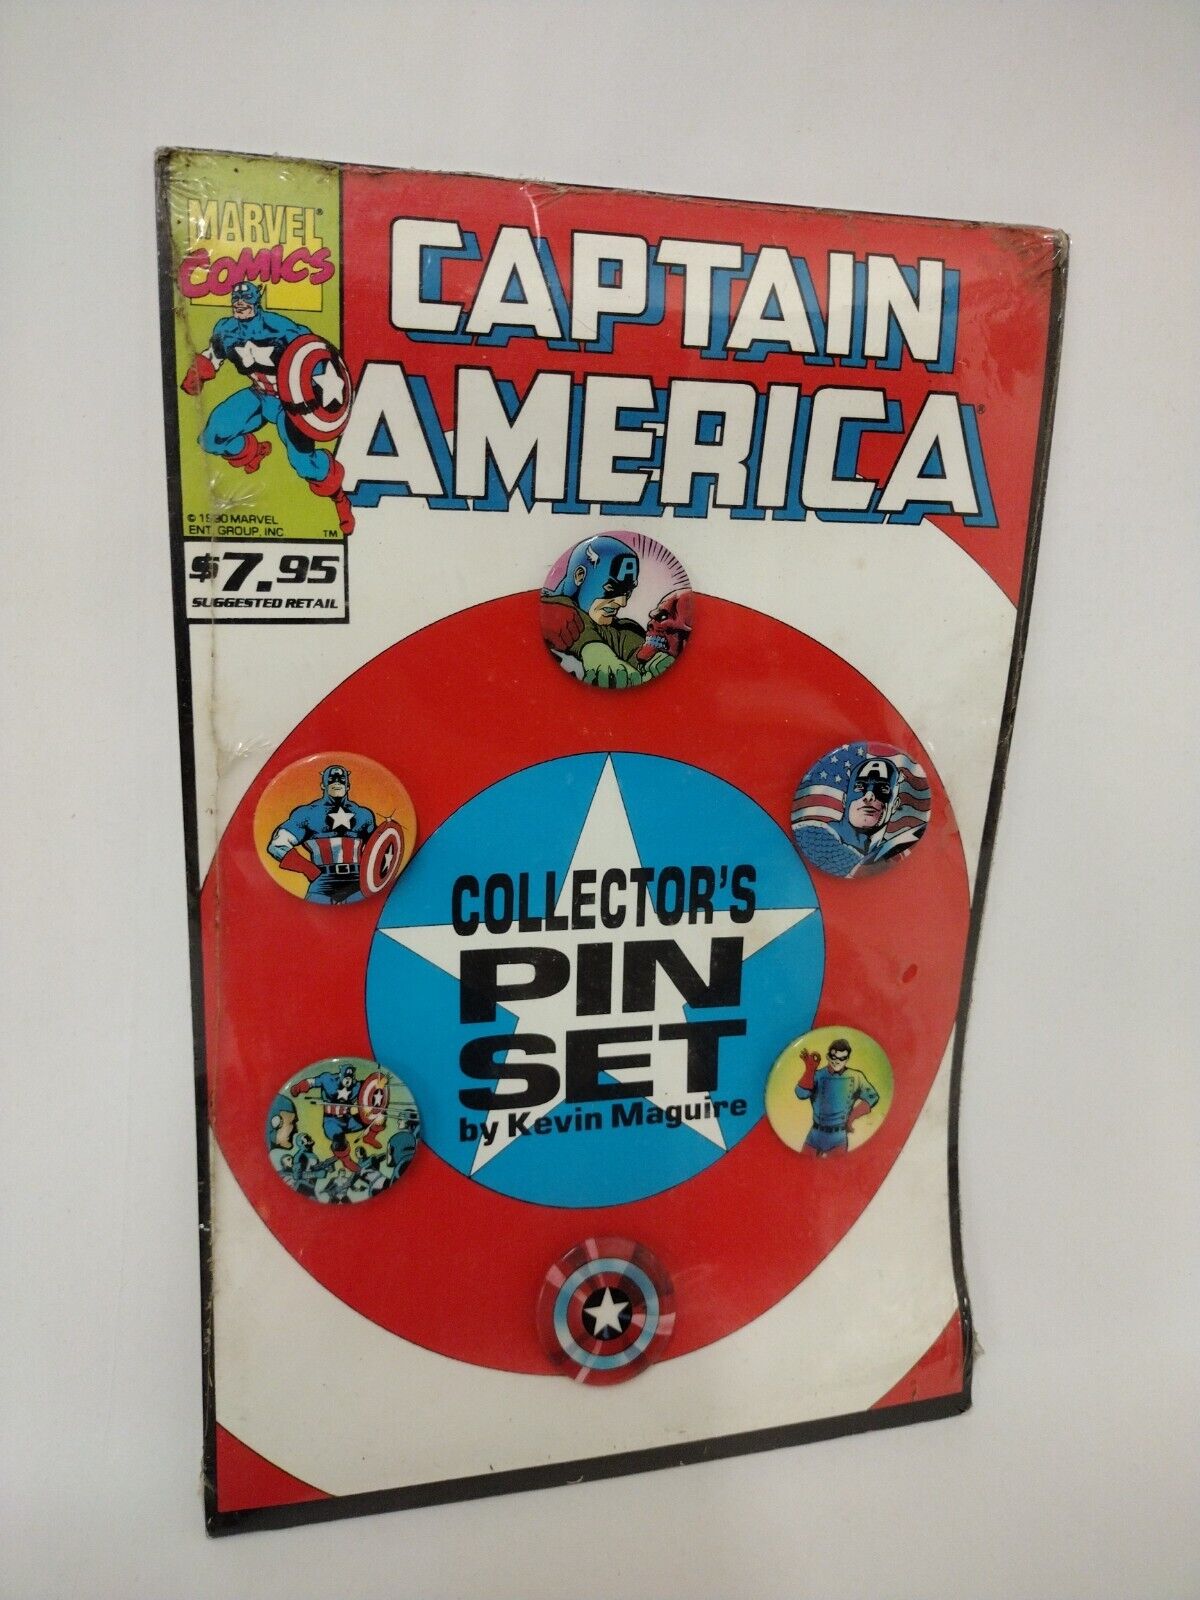 MARVEL®
COMICS
CAPTAIN
AMERICA®
© 1990 MARVEL
ENT. GROUP, INC
TM
$7.95
SUGGESTED RETAIL
A
A
A
COLLECTOR'S
PIN
SET
by Kevin Maguire